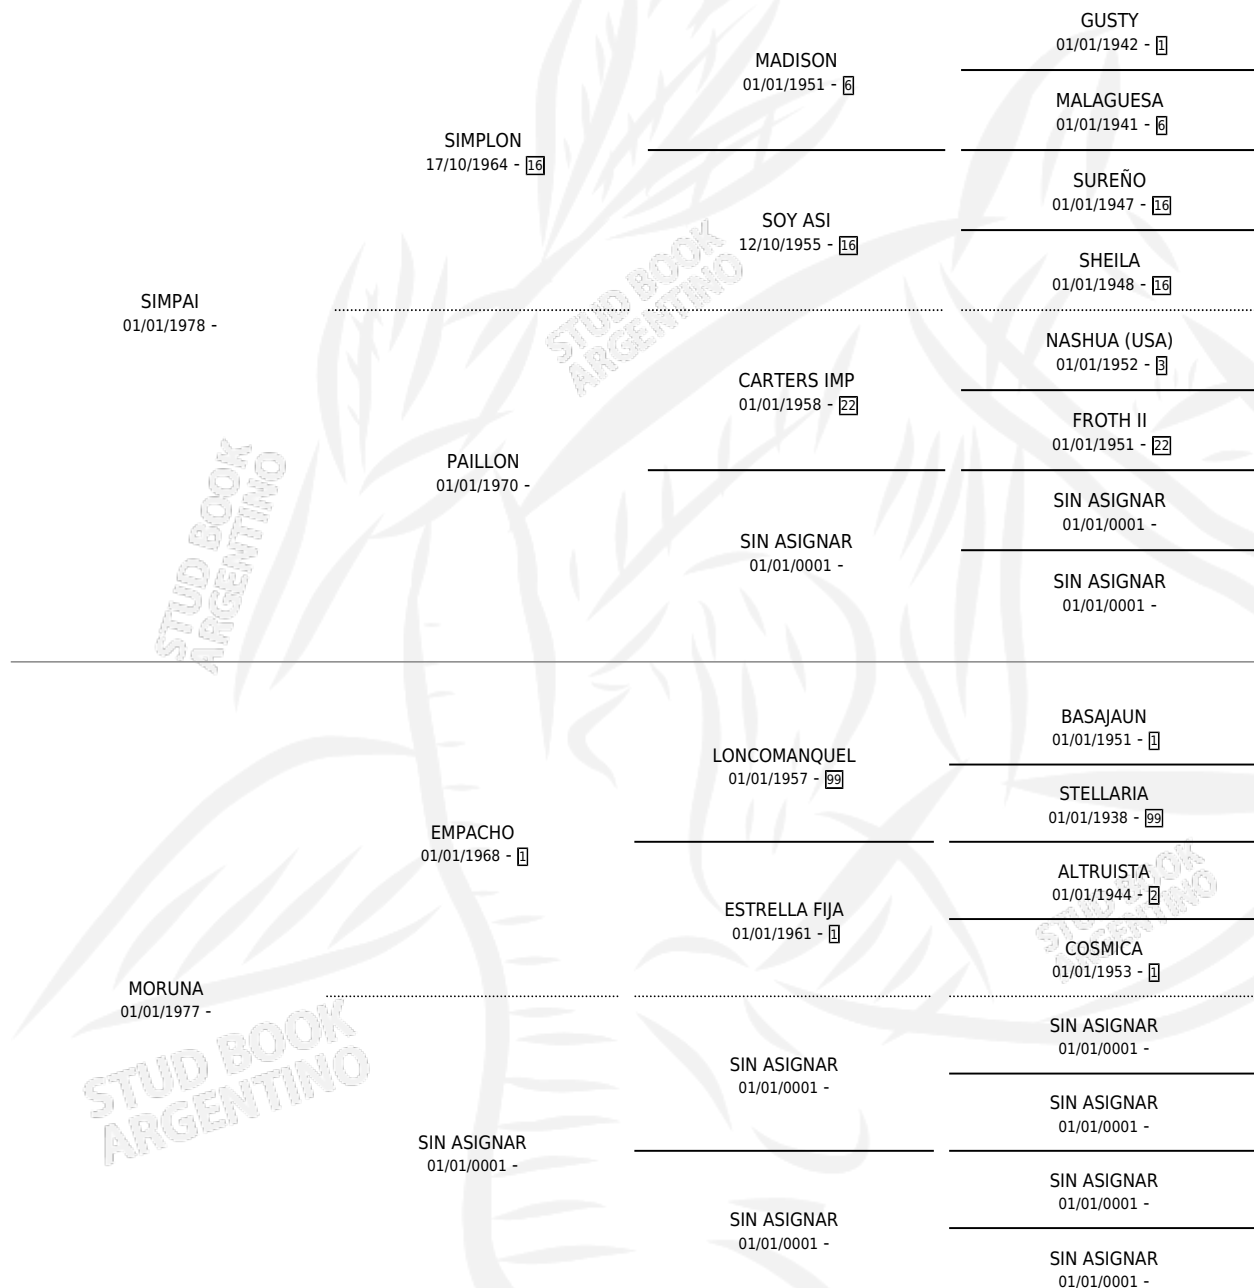 GUSTY
01/01/1942 - 1
MADISON
01/01/1951 - 6
MALAGUESA
01/01/1941 - 6
SIMPLON
17/10/1964 - 16
SUREÑO
01/01/1947 - 16
SOY ASI
12/10/1955 - 16
SHEILA
01/01/1948 - 16
SIMPAI
01/01/1978 -
NASHUA (USA)
01/01/1952 - 3
CARTERS IMP
01/01/1958 - 22
FROTH II
01/01/1951 - 22
PAILLON
01/01/1970 -
SIN ASIGNAR
01/01/0001 -
SIN ASIGNAR
01/01/0001 -
SIN ASIGNAR
01/01/0001 -
BASAJAUN
01/01/1951 - 1
LONCOMANQUEL
01/01/1957 - 99
STELLARIA
01/01/1938 - 99
EMPACHO
01/01/1968 - 1
ALTRUISTA
01/01/1944 - 2
ESTRELLA FIJA
01/01/1961 - 1
COSMICA
01/01/1953 - 1
MORUNA
01/01/1977 -
SIN ASIGNAR
01/01/0001 -
SIN ASIGNAR
01/01/0001 -
SIN ASIGNAR
01/01/0001 -
SIN ASIGNAR
01/01/0001 -
SIN ASIGNAR
01/01/0001 -
SIN ASIGNAR
01/01/0001 -
SIN ASIGNAR
01/01/0001 -
STUD BOOK
ARGENTINO
STUD BOOK
ARGENTINO
STUD BOOK
ARGENTINO
STUD BOOK
ARGENTINO